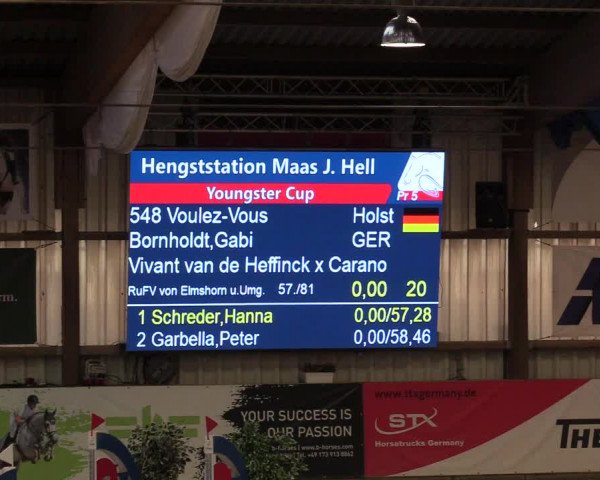 Hengststation Maas J. Hell
Youngster Cup
Pr 5
548 Voulez-Vous Holst
Bornholdt,Gabi GER
Vivant van de Heffinck x Carano
RuFV von Elmshorn u.Umg. 57./81 0,00 20
1 Schreder,Hanna 0,00/57,28
2 Garbella,Peter 0,00/58,46
YOUR SUCCESS IS
OUR PASSION
www.stxgermany.de
STX
Horsetrucks Germany
THE